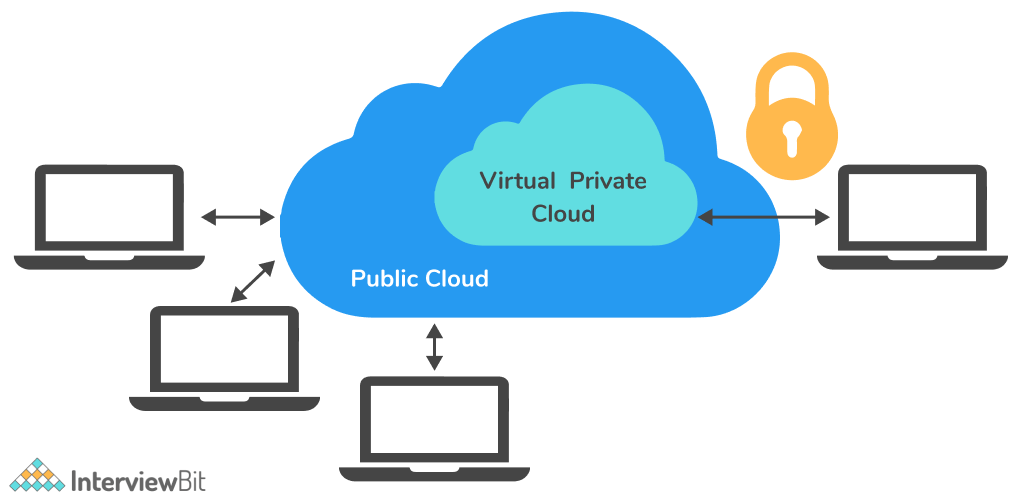 Virtual Private
Cloud
Public Cloud
InterviewBit